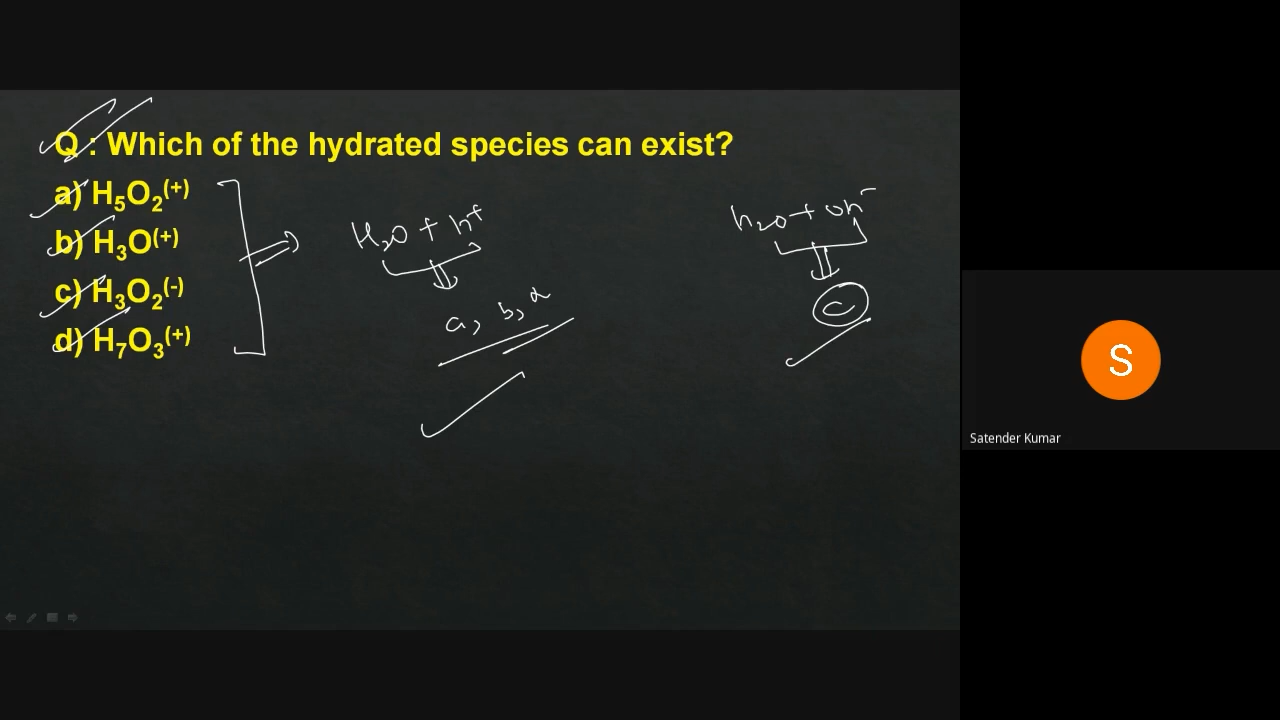 Q : Which of the hydrated species can exist?
a) H₅O₂⁽⁺⁾
b) H₃O⁽⁺⁾
c) H₃O₂⁽⁻⁾
d) H₇O₃⁽⁺⁾
H₂O + h⁺
a, b, d
h₂o + oh⁻
c
S
Satender Kumar